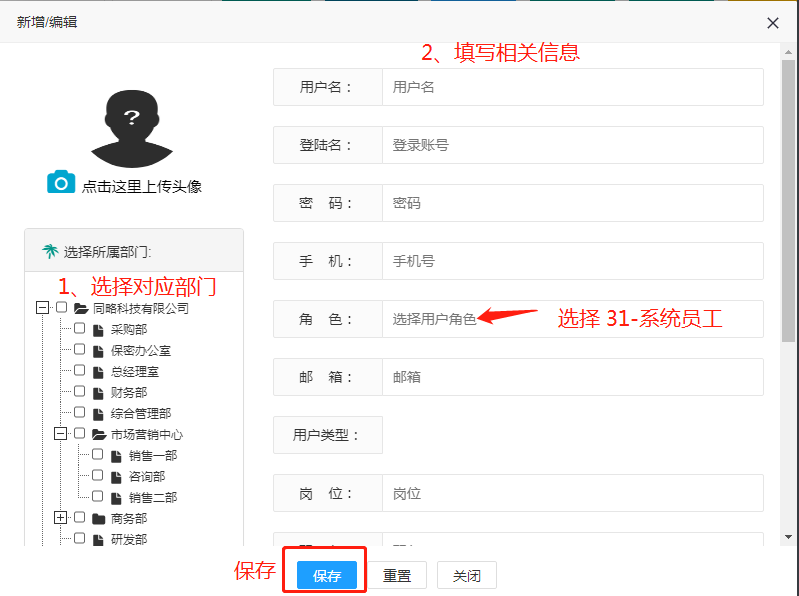 新增/编辑
2、填写相关信息
用户名：
用户名
登陆名：
登录账号
?
点击这里上传头像
密 码：
密码
选择所属部门:
手 机：
手机号
1、选择对应部门
同略科技有限公司
角 色：
选择用户角色
选择 31-系统员工
采购部
保密办公室
总经理室
邮 箱：
邮箱
财务部
综合管理部
市场营销中心
用户类型：
销售一部
咨询部
销售二部
岗 位：
岗位
商务部
研发部
保存
保存
重置
关闭